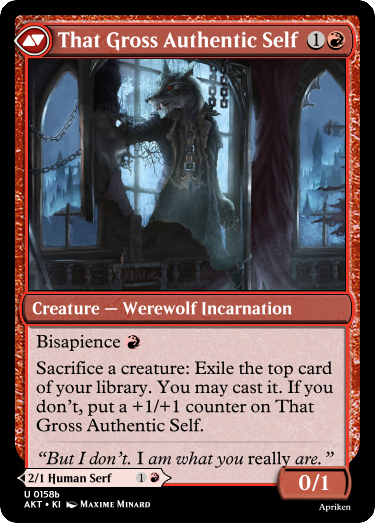 That Gross Authentic Self 1
Creature — Werewolf Incarnation
Bisapience
Sacrifice a creature: Exile the top card
of your library. You may cast it. If you
don't, put a +1/+1 counter on That
Gross Authentic Self.
“But I don't. I am what you really are.”
2/1 Human Serf 1
0/1
U 0158b
AKT • KI Maxime Minard
Apriken